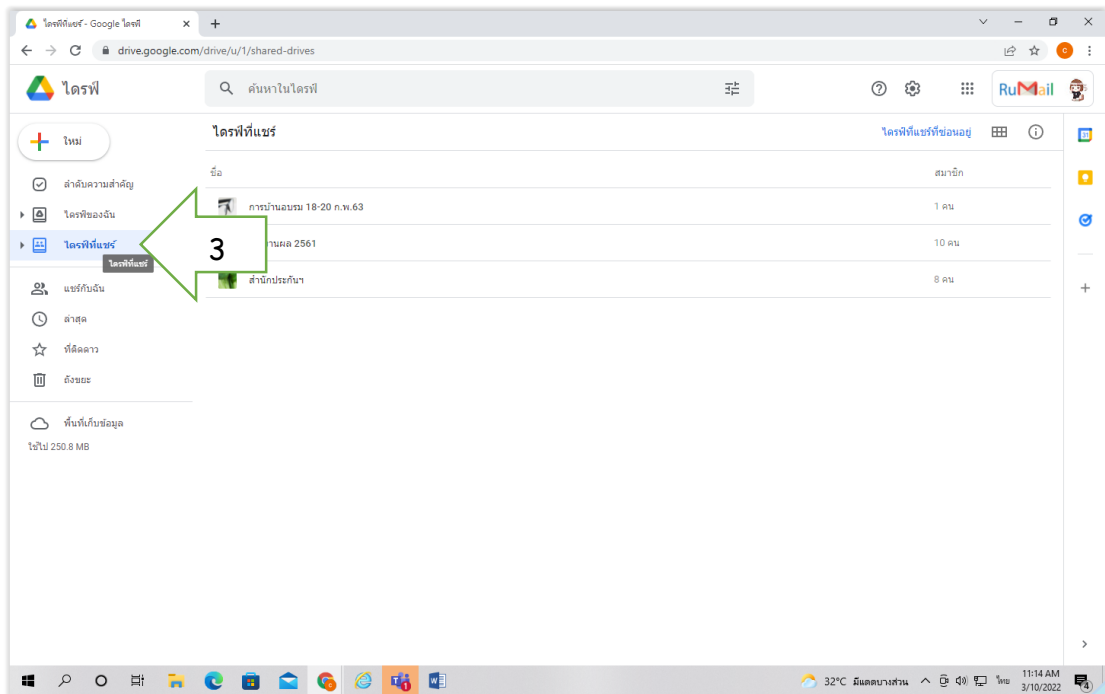 ไดรฟ์ที่แชร์ - Google ไดรฟ์
drive.google.com/drive/u/1/shared-drives
ไดรฟ์
ค้นหาในไดรฟ์
RuMail
ใหม่
ลำดับความสำคัญ
ไดรฟ์ของฉัน
ไดรฟ์ที่แชร์
ไดรฟ์ที่แชร์
แชร์กับฉัน
ล่าสุด
ที่ติดดาว
ถังขยะ
พื้นที่เก็บข้อมูล
ใช้ไป 250.8 MB
ไดรฟ์ที่แชร์
ไดรฟ์ที่แชร์ที่ซ่อนอยู่
ชื่อ
สมาชิก
การบ้านอบรม 18-20 ก.พ.63
1 คน
3
านผล 2561
10 คน
สำนักประกันฯ
8 คน
31
32°C มีแดดบางส่วน
ไทย
11:14 AM
3/10/2022
4